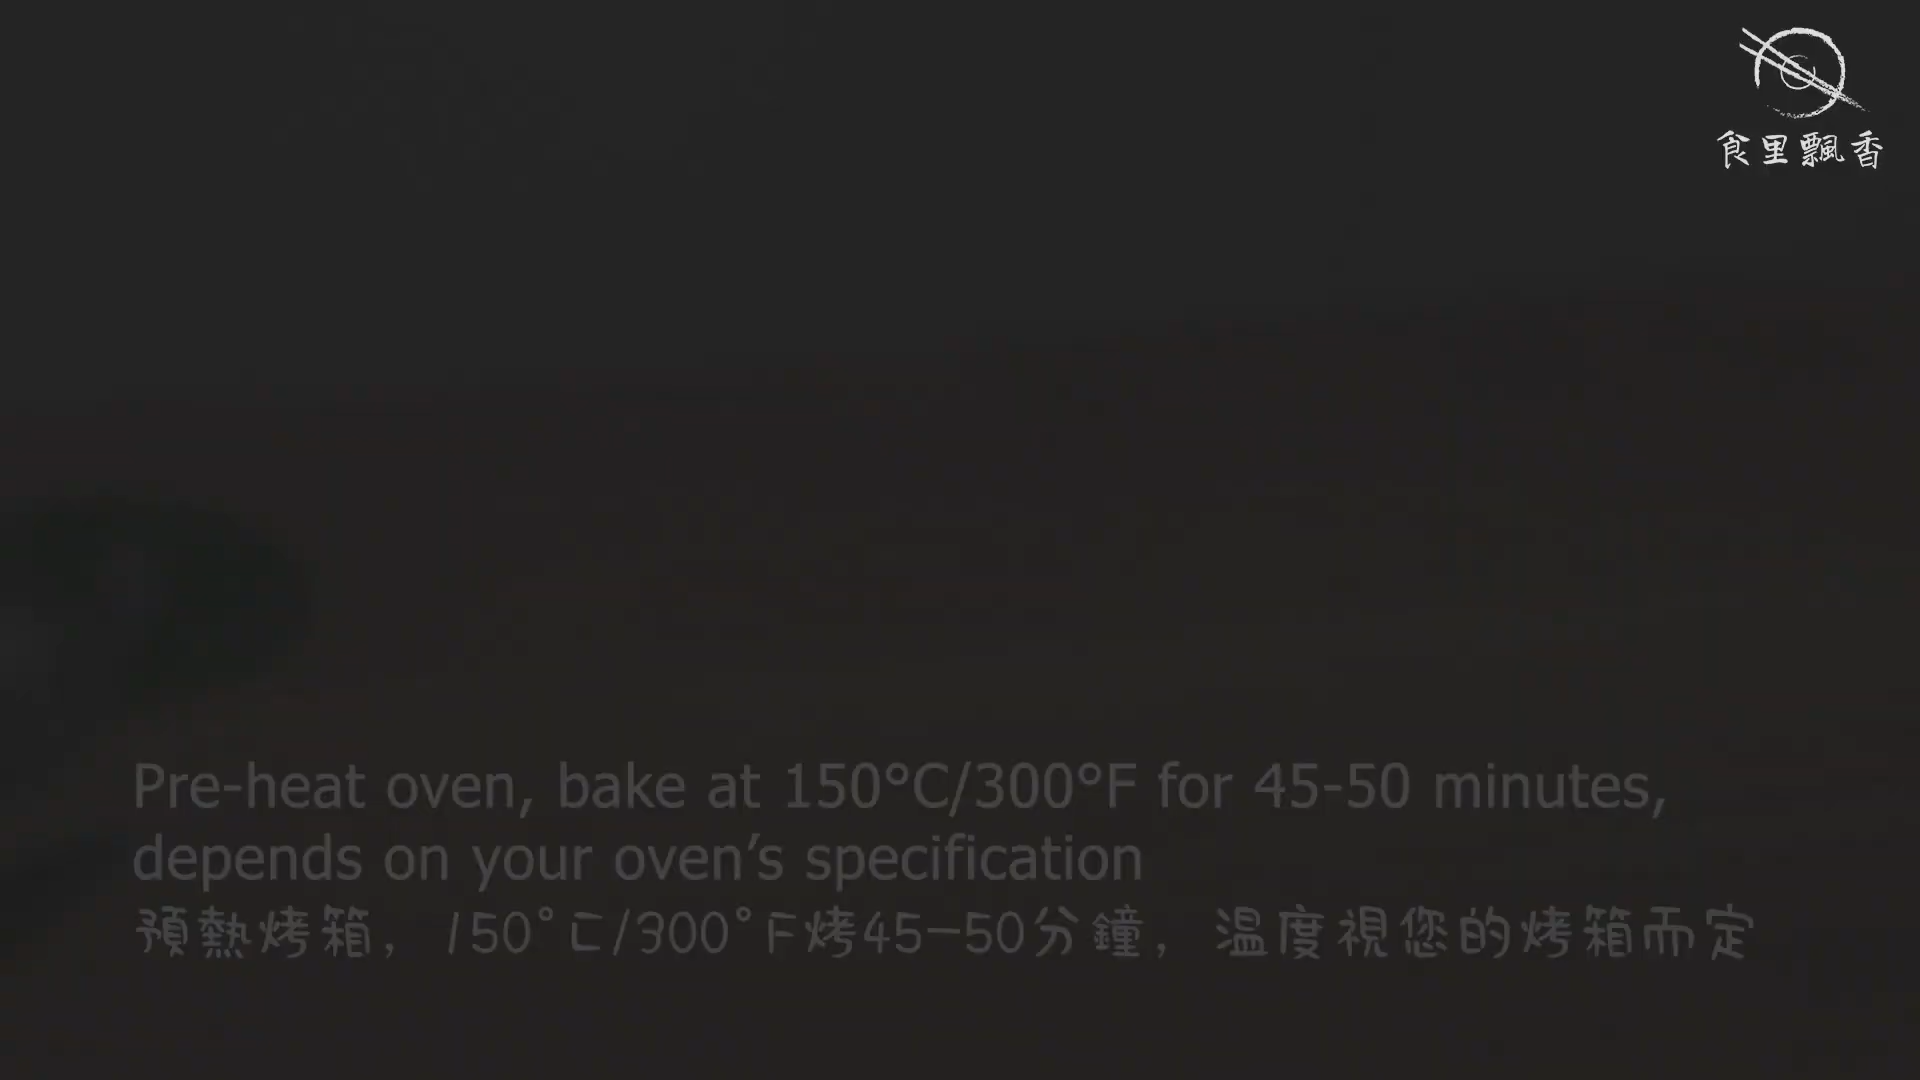 食里飄香
Pre-heat oven, bake at 150°C/300°F for 45-50 minutes,
depends on your oven’s specification
預熱烤箱，150°C/300°F烤45-50分鐘，溫度視您的烤箱而定